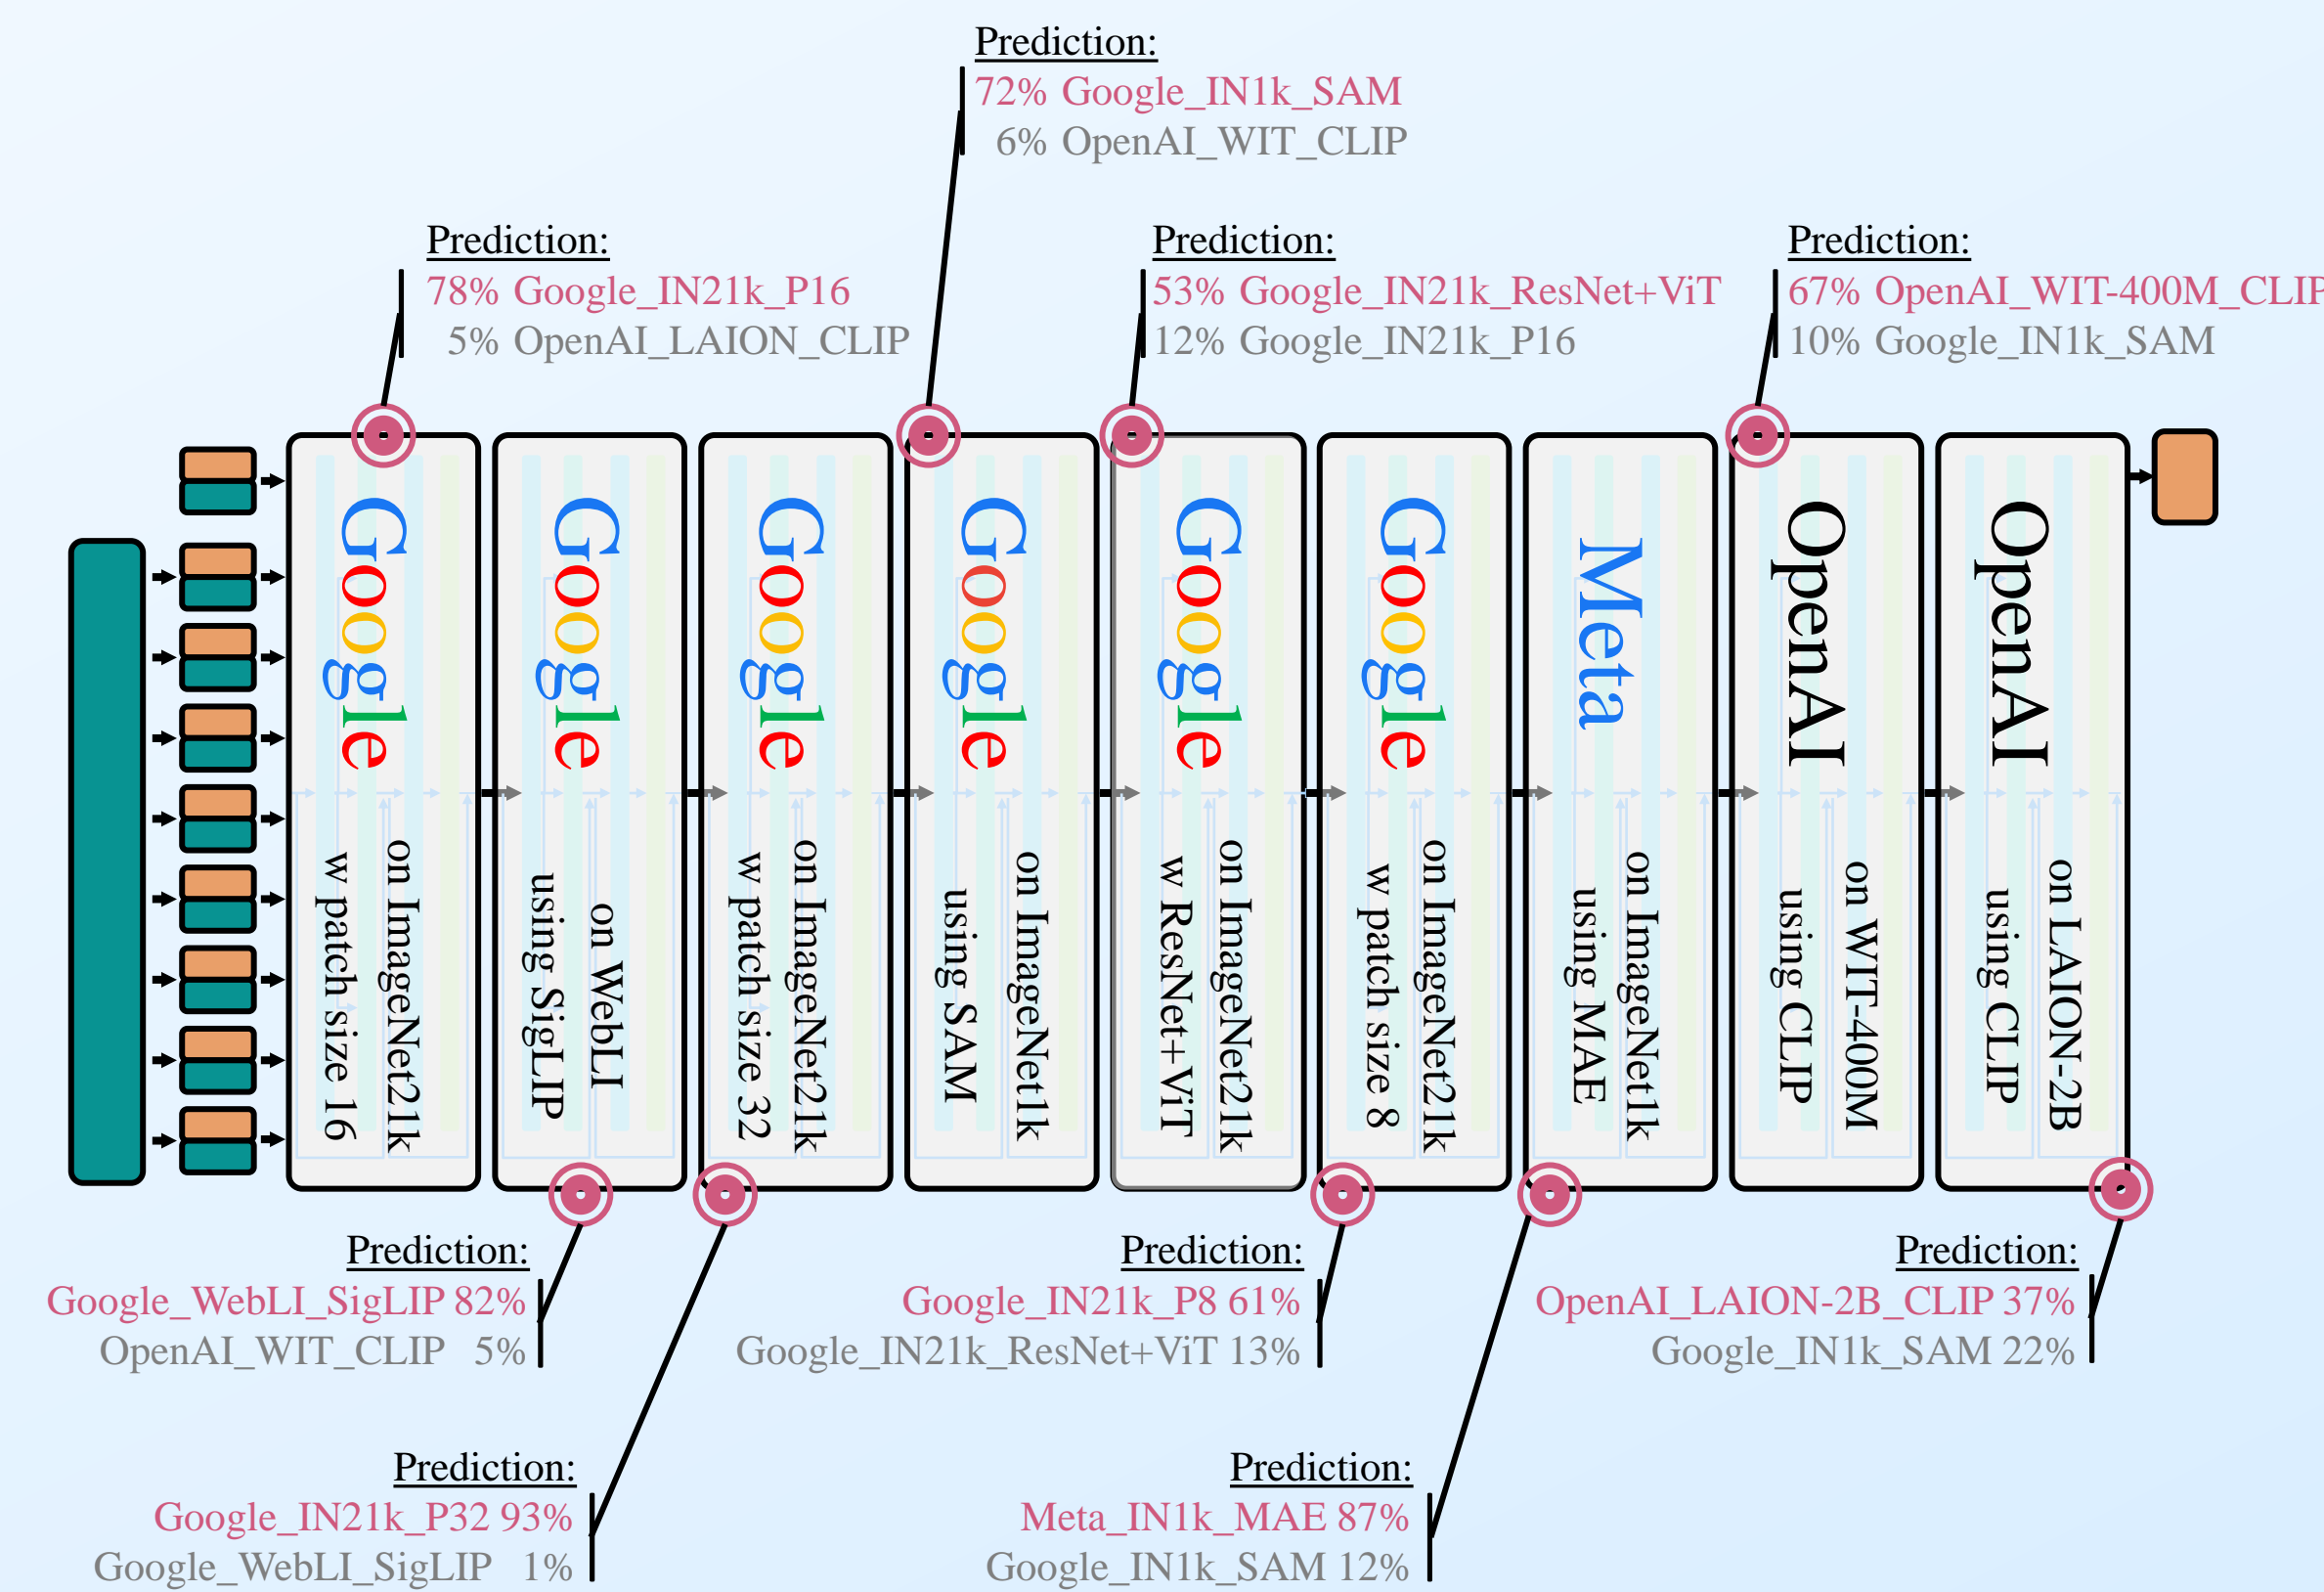 Prediction:
72% Google_IN1k_SAM
6% OpenAI_WIT_CLIP
Prediction:
78% Google_IN21k_P16
5% OpenAI_LAION_CLIP
Prediction:
53% Google_IN21k_ResNet+ViT
12% Google_IN21k_P16
Prediction:
67% OpenAI_WIT-400M_CLIP
10% Google_IN1k_SAM
Google
on ImageNet21k
w patch size 16
Google
on WebLI
using SigLIP
Google
on ImageNet21k
w patch size 32
Google
on ImageNet1k
using SAM
Google
on ImageNet21k
w ResNet+ViT
Google
on ImageNet21k
w patch size 8
Meta
on ImageNet1k
using MAE
OpenAI
on WIT-400M
using CLIP
OpenAI
on LAION-2B
using CLIP
Prediction:
Google_WebLI_SigLIP 82%
OpenAI_WIT_CLIP 5%
Prediction:
Google_IN21k_P8 61%
Google_IN21k_ResNet+ViT 13%
Prediction:
OpenAI_LAION-2B_CLIP 37%
Google_IN1k_SAM 22%
Prediction:
Google_IN21k_P32 93%
Google_WebLI_SigLIP 1%
Prediction:
Meta_IN1k_MAE 87%
Google_IN1k_SAM 12%